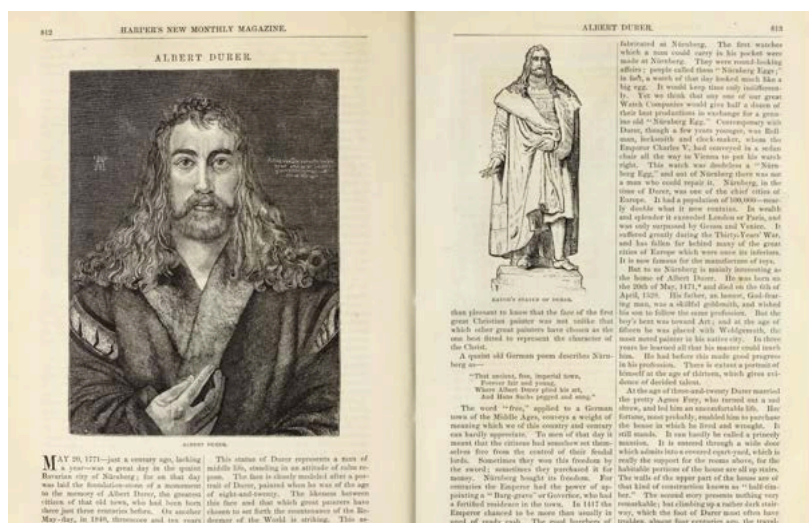 812
HARPER'S NEW MONTHLY MAGAZINE.
ALBERT DURER.
ALBERT DURER.
MAY 20, 1771—just a century ago, lacking
a year—was a great day in the quaint
Bavarian city of Nürnberg; for on that day
was laid the foundation-stone of a monument
to the memory of Albert Durer, the greatest
citizen of that old town, who had been born
there just three centuries before. On another
May-day, in 1840, threescore and ten years
This statue of Durer represents a man of
middle life, standing in an attitude of calm re-
pose. The face is closely modeled after a por-
trait of Durer, painted when he was of the age
of eight-and-twenty. The likeness between
this face and that which great painters have
chosen to set forth the countenance of the Re-
deemer of the World is striking. This
ALBERT DURER.
813
STATUE OF DURER.
than pleasant to know that the face of the first
great Christian painter was not unlike that
which other great painters have chosen as the
one best fitted to represent the character of
the Christ.
A quaint old German poem describes Nürn-
berg as—
"That ancient, free, imperial town,
Forever fair and young,
Where Albert Durer plied his art,
And Hans Sachs pegged and sung."
The word "free," applied to a German
town of the Middle Ages, conveys a weight of
meaning which we of this country and century
can hardly appreciate. To men of that day it
meant that the citizens had somehow set them-
selves free from the control of their feudal
lords. Sometimes they won this freedom by
the sword; sometimes they purchased it for
money. Nürnberg bought its freedom. For
centuries the Emperor had the power of ap-
pointing a "Burg-grave" or Governor, who had
a fortified residence in the town. In 1417 the
Emperor chanced to be more than usually in
need of ready cash. The good burghers of
fabricated at Nürnberg. The first watches
which a man could carry in his pocket were
made at Nürnberg. They were round-looking
affairs: people called them "Nürnberg Eggs;"
in fact, a watch of that day looked much like a
big egg. It would keep time only indifferent-
ly. Yet we think that any one of our great
Watch Companies would give half a dozen of
their best productions in exchange for a genu-
ine old "Nürnberg Egg." Contemporary with
Durer, though a few years younger, was
locksmith and clock-maker, whom the
Emperor Charles V. had conveyed in a sedan
chair all the way to Vienna to put his watch
right. This watch was doubtless a "Nürn-
berg Egg," and out of Nürnberg there was not
a man who could repair it. Nürnberg, in the
time of Durer, was one of the chief cities of
Europe. It had a population of 100,000—near-
ly double what it now contains. In wealth
and splendor it exceeded London or Paris, and
was only surpassed by Genoa and Venice. It
suffered greatly during the Thirty-Years' War,
and has fallen far behind many of the great
cities of Europe which were once its inferiors.
It is now famous for the manufacture of toys.
But to us Nürnberg is mainly interesting as
the home of Albert Durer. He was born on
the 20th of May, 1471,* and died on the 6th of
April, 1528. His father, an honest, God-fear-
ing man, was a skillful goldsmith, and wished
his son to follow the same profession. But the
boy's bent was toward Art; and at the age of
fifteen he was placed with
most noted painter in his native city. In three
years he learned all that his master could teach
him. He had before this made good progress
in his profession. There is extant a portrait of
himself at the age of thirteen, which gives evi-
dence of decided talent.
At the age of three-and-twenty Durer married
the pretty Agnes Frey, who turned out a sad
shrew, and led him an uncomfortable life. Her
fortune, most probably, enabled him to purchase
the house in which he lived and wrought. It
still stands. It can hardly be called a princely
mansion. It is entered through a wide door
which admits into a covered court-yard, which is
really the support for the rooms above, for the
habitable portions of the house are all up stairs.
The walls of the upper part of the house are of
that kind of construction known as "half-tim-
ber." The second story presents nothing very
remarkable; but climbing up a rather dark stair-
way, which the foot of Durer must often have